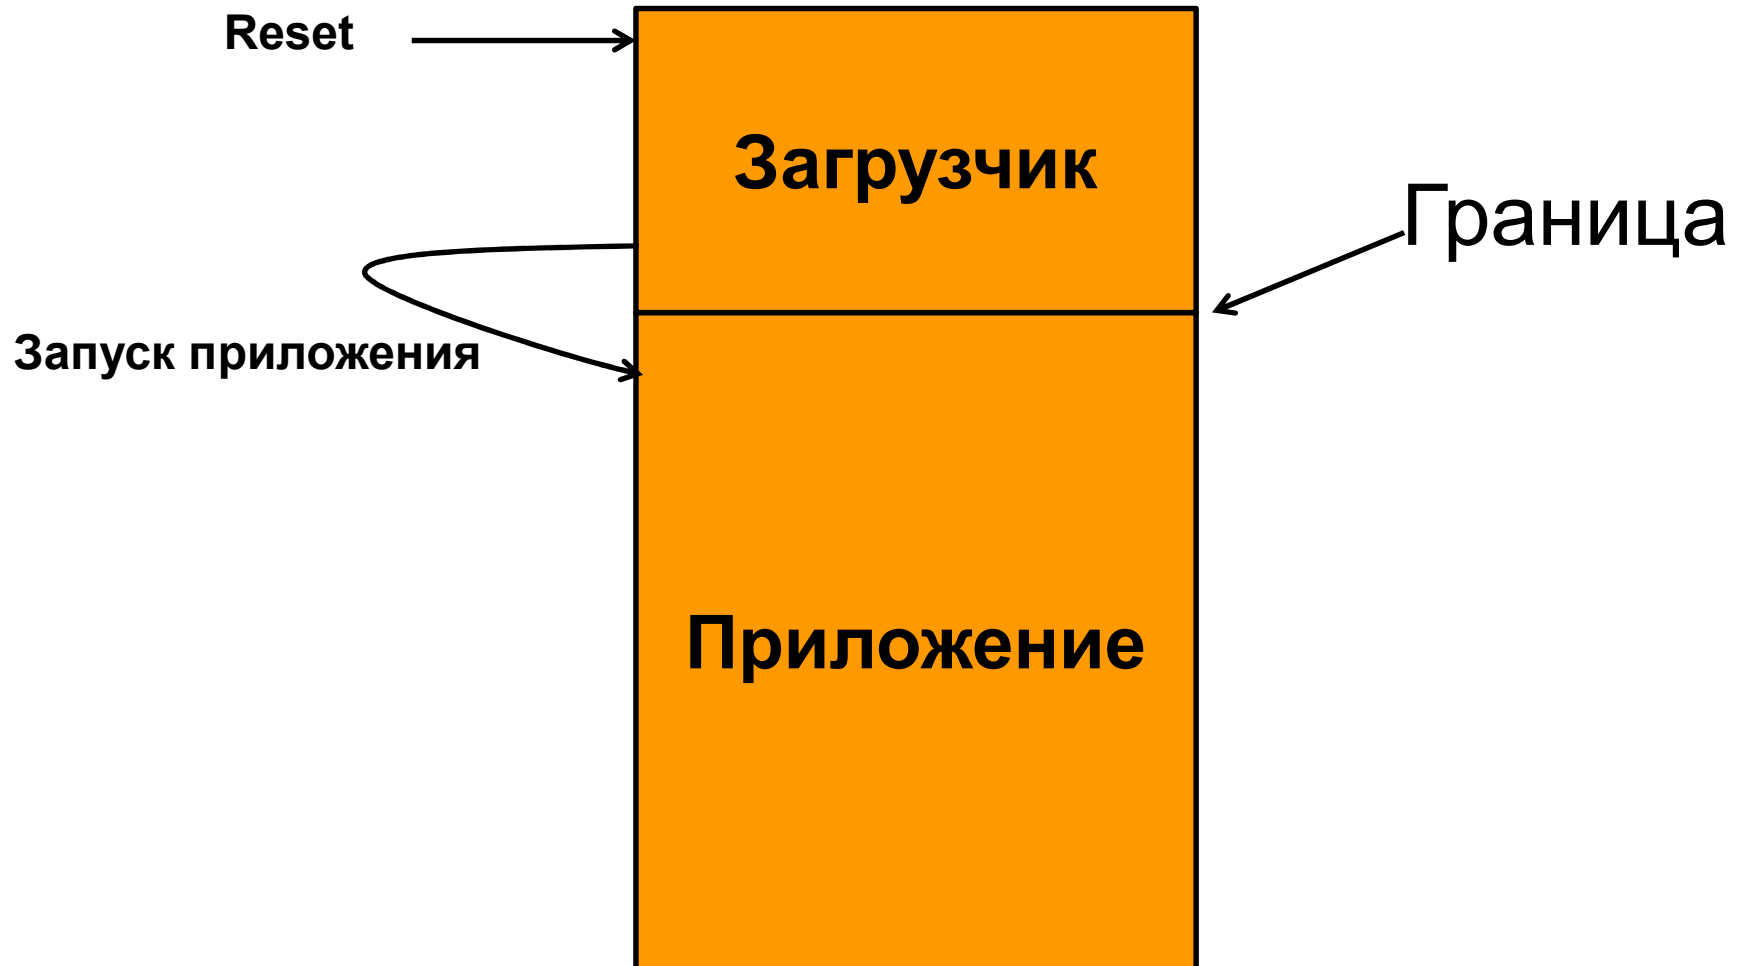 Reset
Загрузчик
Граница
Запуск приложения
Приложение